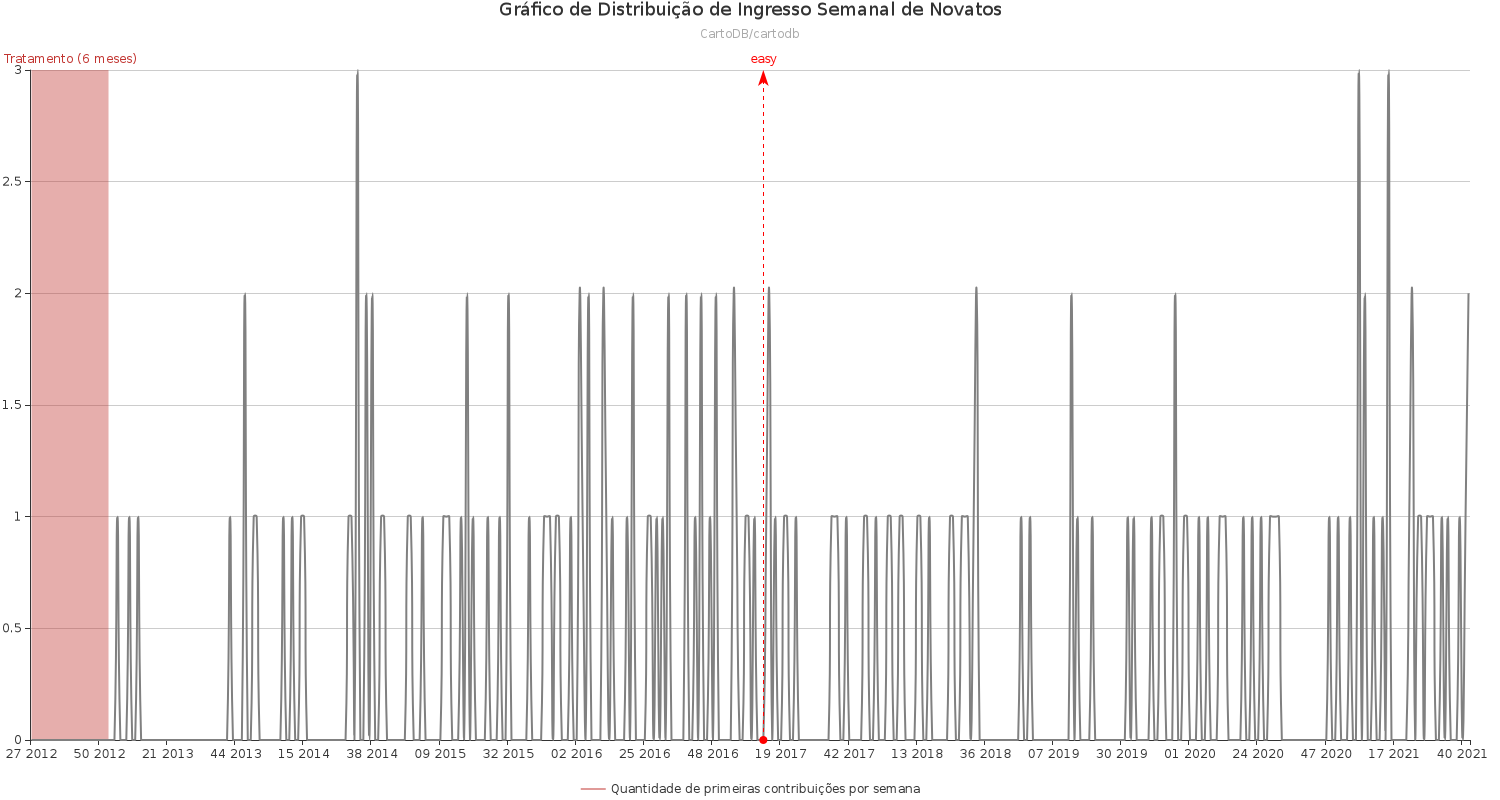 Gráfico de Distribuição de Ingresso Semanal de Novatos
CartoDB/cartodb
Tratamento (6 meses)
easy
3
2.5
2
1.5
1
0.5
0
27 2012 50 2012 21 2013 44 2013 15 2014 38 2014 09 2015 32 2015 02 2016 25 2016 48 2016 19 2017 42 2017 13 2018 36 2018 07 2019 30 2019 01 2020 24 2020 47 2020 17 2021 40 2021
Quantidade de primeiras contribuições por semana